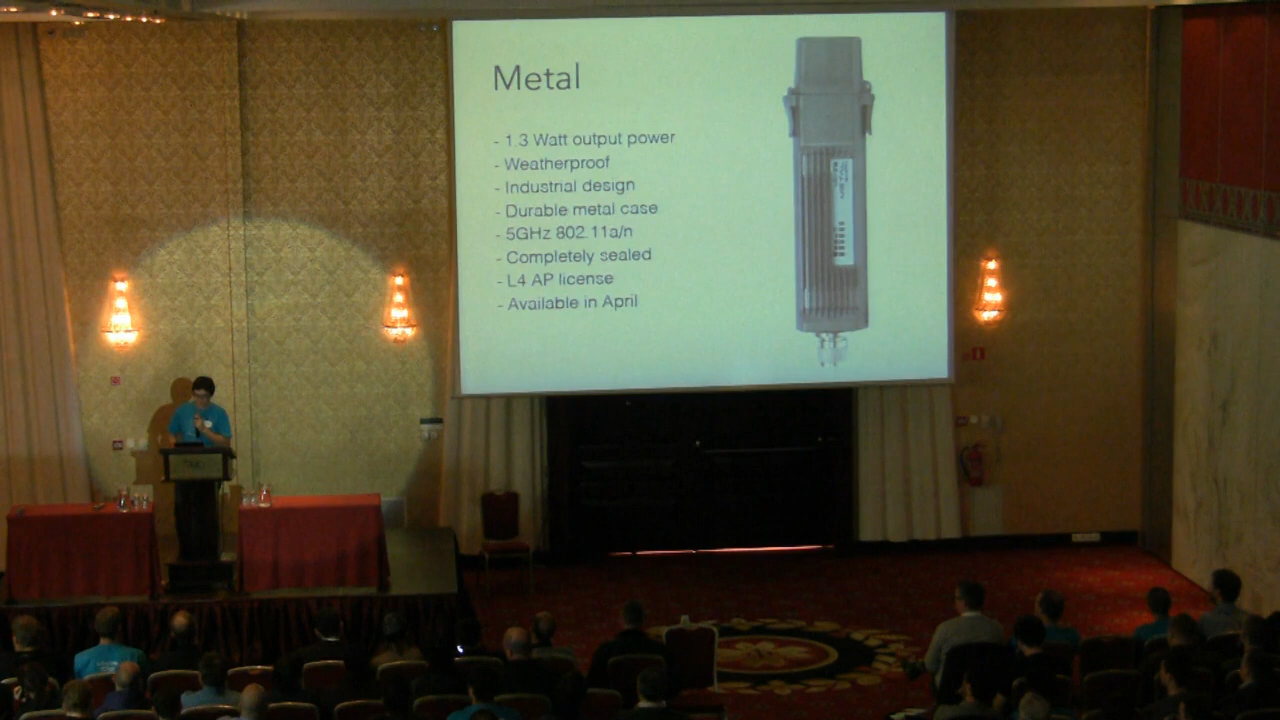 Metal
- 1.3 Watt output power
- Weatherproof
- Industrial design
- Durable metal case
- 5GHz 802.11a/n
- Completely sealed
- L4 AP license
- Available in April